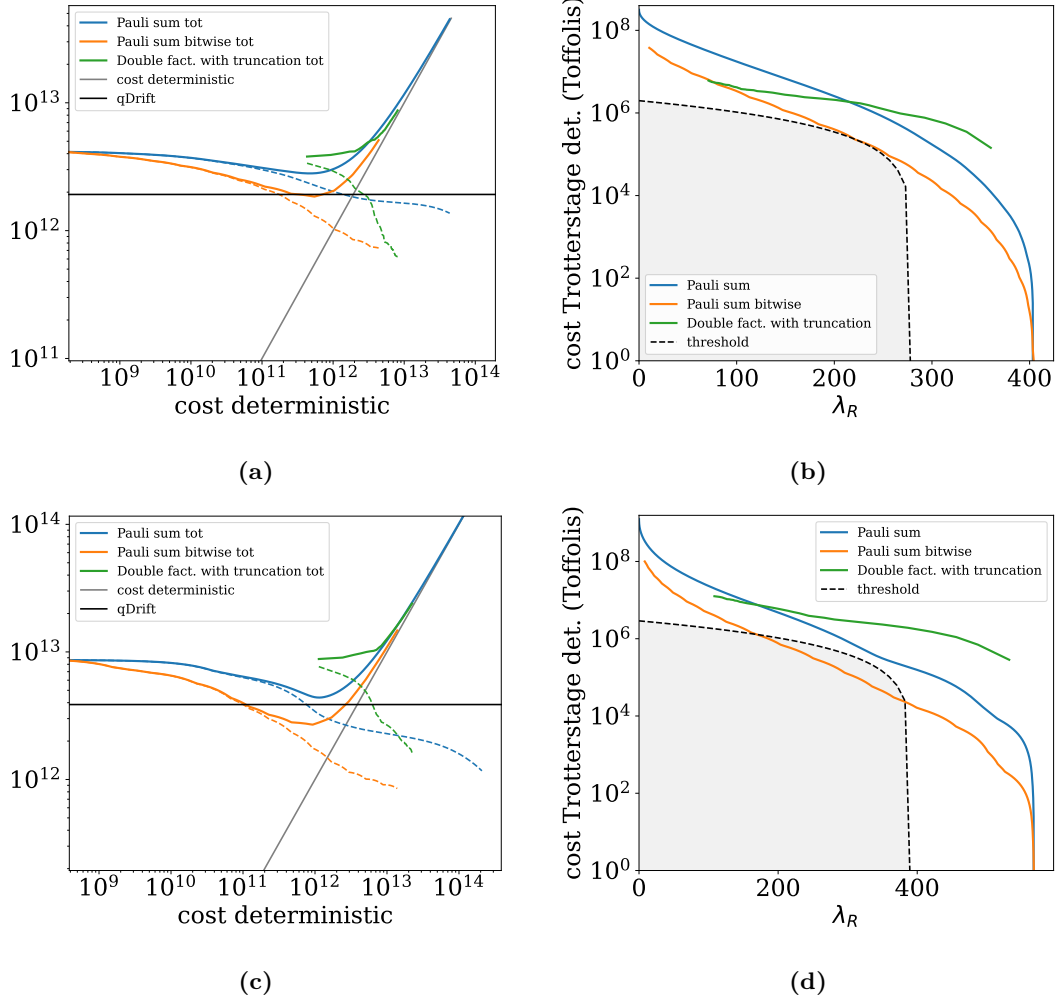 Pauli sum tot
Pauli sum bitwise tot
Double fact. with truncation tot
cost deterministic
qDrift
10^13
10^12
10^11
10^9 10^10 10^11 10^12 10^13 10^14
cost deterministic
(a)
cost Trotterstage det. (Toffolis)
10^8
10^6
10^4
10^2
10^0
Pauli sum
Pauli sum bitwise
Double fact. with truncation
threshold
0 100 200 300 400
λ_R
(b)
10^14
10^13
10^12
Pauli sum tot
Pauli sum bitwise tot
Double fact. with truncation tot
cost deterministic
qDrift
10^9 10^10 10^11 10^12 10^13 10^14
cost deterministic
(c)
cost Trotterstage det. (Toffolis)
10^8
10^6
10^4
10^2
10^0
Pauli sum
Pauli sum bitwise
Double fact. with truncation
threshold
0 200 400
λ_R
(d)